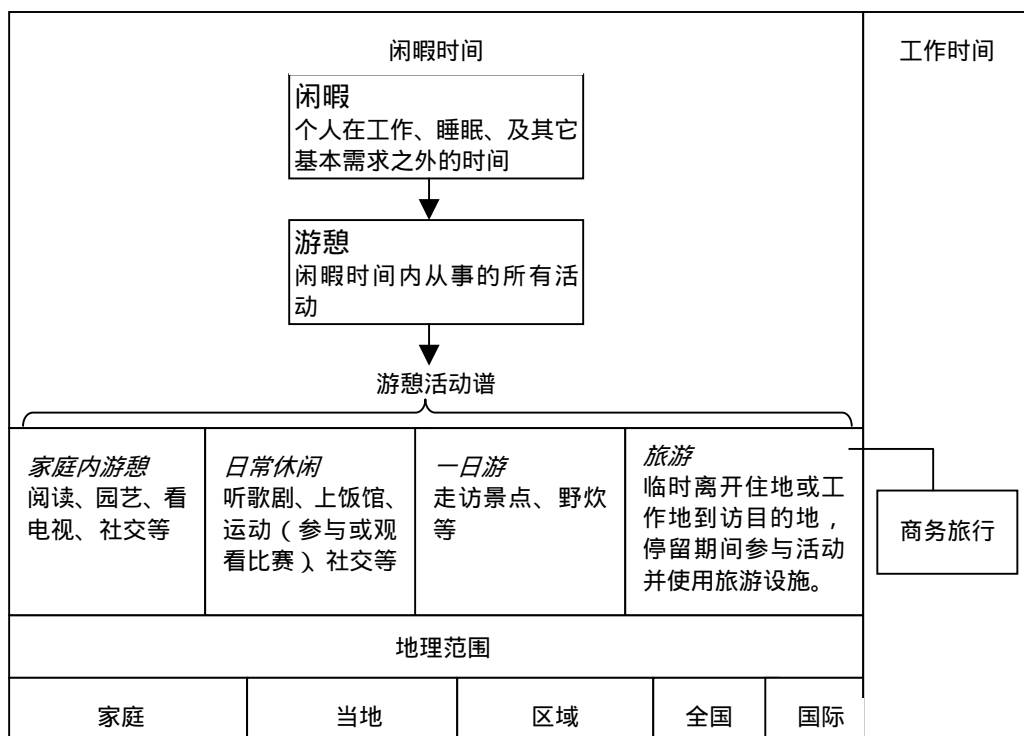 闲暇时间
工作时间
闲暇
个人在工作、睡眠、及其它
基本需求之外的时间
游憩
闲暇时间内从事的所有活
动
游憩活动谱
家庭内游憩
阅读、园艺、看
电视、社交等
日常休闲
听歌剧、上饭馆、
运动（参与或观
看比赛）、社交等
一日游
走访景点、野炊
等
旅游
临时离开住地或工
作地到访目的地，
停留期间参与活动
并使用旅游设施。
商务旅行
地理范围
家庭
当地
区域
全国
国际